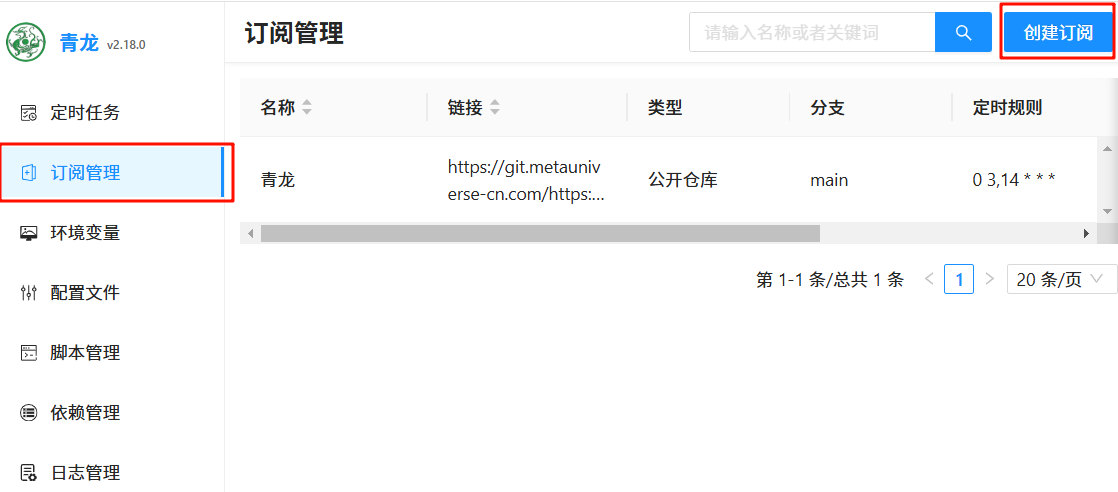 青龙 v2.18.0
定时任务
订阅管理
环境变量
配置文件
脚本管理
依赖管理
日志管理
订阅管理
请输入名称或者关键词
创建订阅
名称 链接 类型 分支 定时规则
青龙 https://git.metauniv 公开仓库 main 0 3,14 * * *
erse-cn.com/https:...
第 1-1 条/总共 1 条 < 1 > 20 条/页